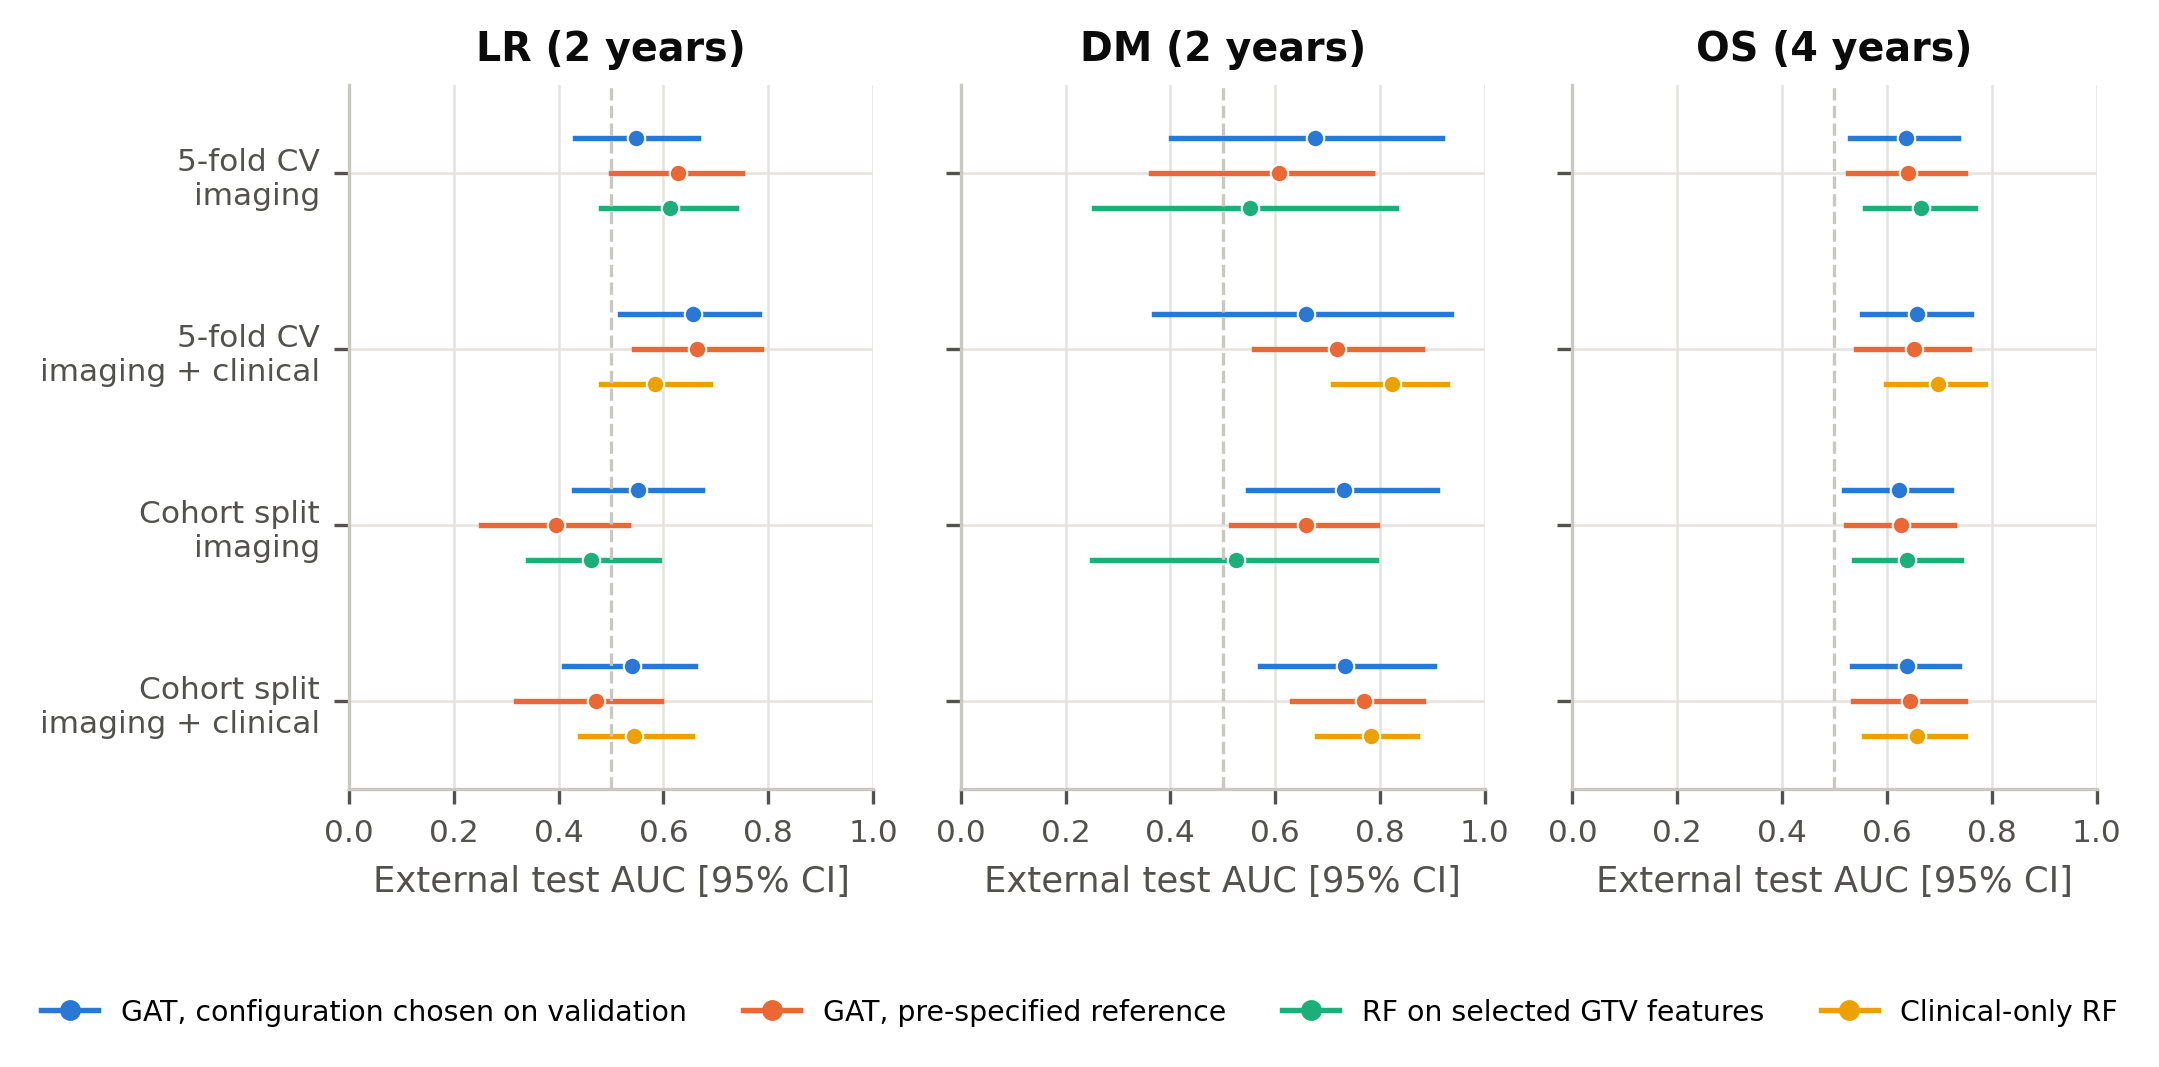 LR (2 years)
DM (2 years)
OS (4 years)
5-fold CV
imaging
5-fold CV
imaging + clinical
Cohort split
imaging
Cohort split
imaging + clinical
0.0 0.2 0.4 0.6 0.8 1.0
0.0 0.2 0.4 0.6 0.8 1.0
0.0 0.2 0.4 0.6 0.8 1.0
External test AUC [95% CI]
External test AUC [95% CI]
External test AUC [95% CI]
GAT, configuration chosen on validation
GAT, pre-specified reference
RF on selected GTV features
Clinical-only RF